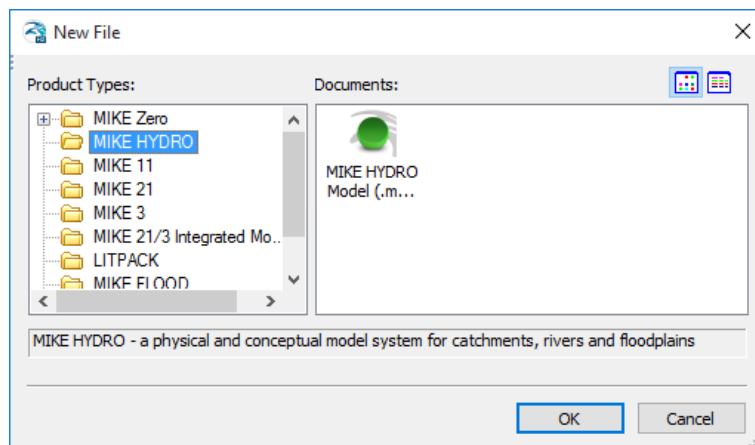 New File
Product Types:
Documents:
MIKE Zero
MIKE HYDRO
MIKE 11
MIKE 21
MIKE 3
MIKE 21/3 Integrated Mo...
LITPACK
MIKE FLOOD
MIKE HYDRO
Model (.m...
MIKE HYDRO - a physical and conceptual model system for catchments, rivers and floodplains
OK
Cancel